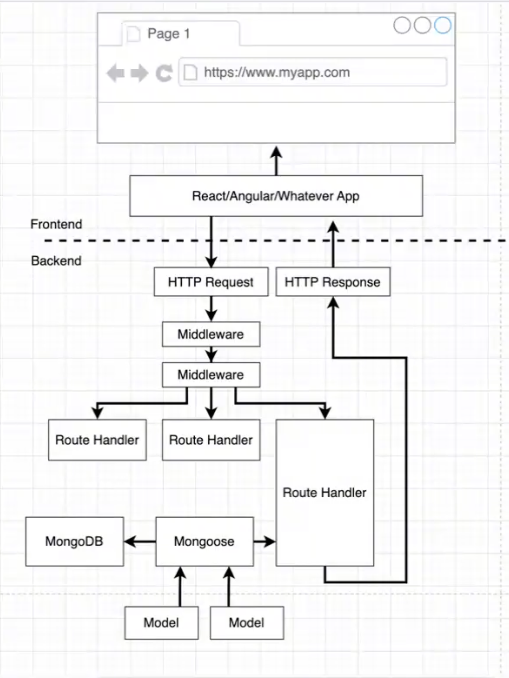 Page 1
https://www.myapp.com
React/Angular/Whatever App
Frontend
Backend
HTTP Request
HTTP Response
Middleware
Middleware
Route Handler
Route Handler
Route Handler
MongoDB
Mongoose
Model
Model